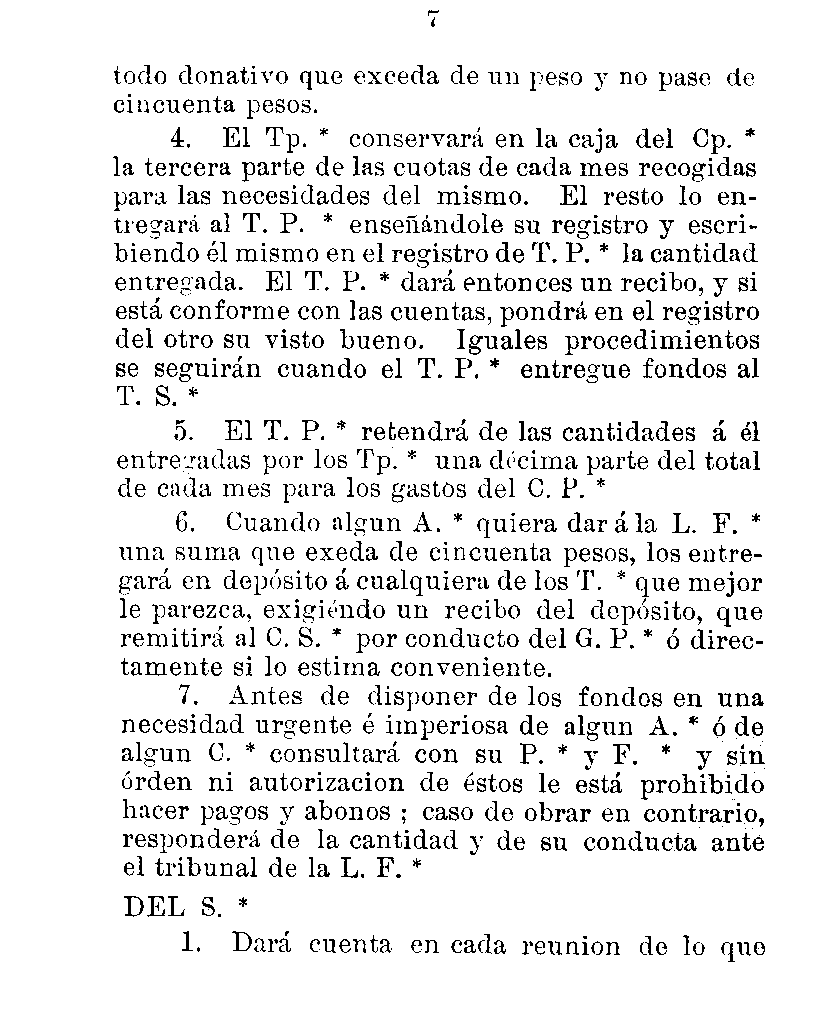 7
todo donativo que exceda de un peso y no pase de
cincuenta pesos.
4. El Tp. * conservará en la caja del Cp. *
la tercera parte de las cuotas de cada mes recogidas
para las necesidades del mismo. El resto lo en-
tregará al T. P. * enseñándole su registro y escri-
biendo él mismo en el registro de T. P. * la cantidad
entregada. El T. P. * dará entonces un recibo, y si
está conforme con las cuentas, pondrá en el registro
del otro su visto bueno. Iguales procedimientos
se seguirán cuando el T. P. * entregue fondos al
T. S. *
5. El T. P. * retendrá de las cantidades á él
entregadas por los Tp. * una décima parte del total
de cada mes para los gastos del C. P. *
6. Cuando algun A. * quiera dar á la L. F. *
una suma que exeda de cincuenta pesos, los entre-
gará en depósito á cualquiera de los T. * que mejor
le parezca, exigiéndo un recibo del depósito, que
remitirá al C. S. * por conducto del G. P. * ó direc-
tamente si lo estima conveniente.
7. Antes de disponer de los fondos en una
necesidad urgente é imperiosa de algun A. * ó de
algun C. * consultará con su P. * y F. * y sin
órden ni autorizacion de éstos le está prohibido
hacer pagos y abonos ; caso de obrar en contrario,
responderá de la cantidad y de su conducta ante
el tribunal de la L. F. *
DEL S. *
1. Dará cuenta en cada reunion de lo que